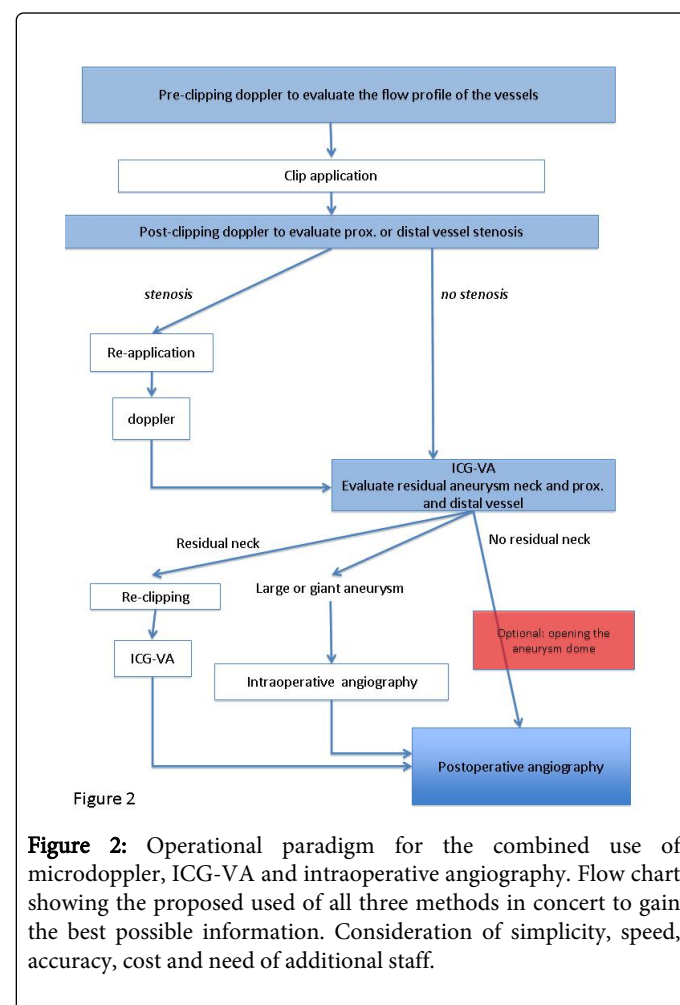 Pre-clipping doppler to evaluate the flow profile of the vessels
Clip application
Post-clipping doppler to evaluate prox. or distal vessel stenosis
stenosis
no stenosis
Re-application
doppler
ICG-VA
Evaluate residual aneurysm neck and prox.
and distal vessel
Residual neck
No residual neck
Large or giant aneurysm
Re-clipping
Optional: opening the
aneurysm dome
ICG-VA
Intraoperative angiography
Postoperative angiography
Figure 2
Figure 2: Operational paradigm for the combined use of
microdoppler, ICG-VA and intraoperative angiography. Flow chart
showing the proposed used of all three methods in concert to gain
the best possible information. Consideration of simplicity, speed,
accuracy, cost and need of additional staff.